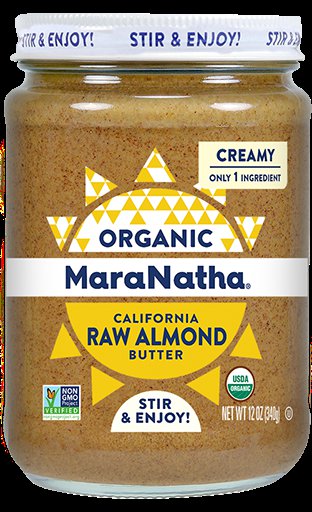 STIR & ENJOY! STIR & ENJOY! STIR &
CREAMY
ONLY 1 INGREDIENT
ORGANIC
MaraNatha®
CALIFORNIA
RAW ALMOND
BUTTER
NON
GMO
Project
VERIFIED
USDA
ORGANIC
STIR
& ENJOY!
NET WT 12 OZ (340g) U